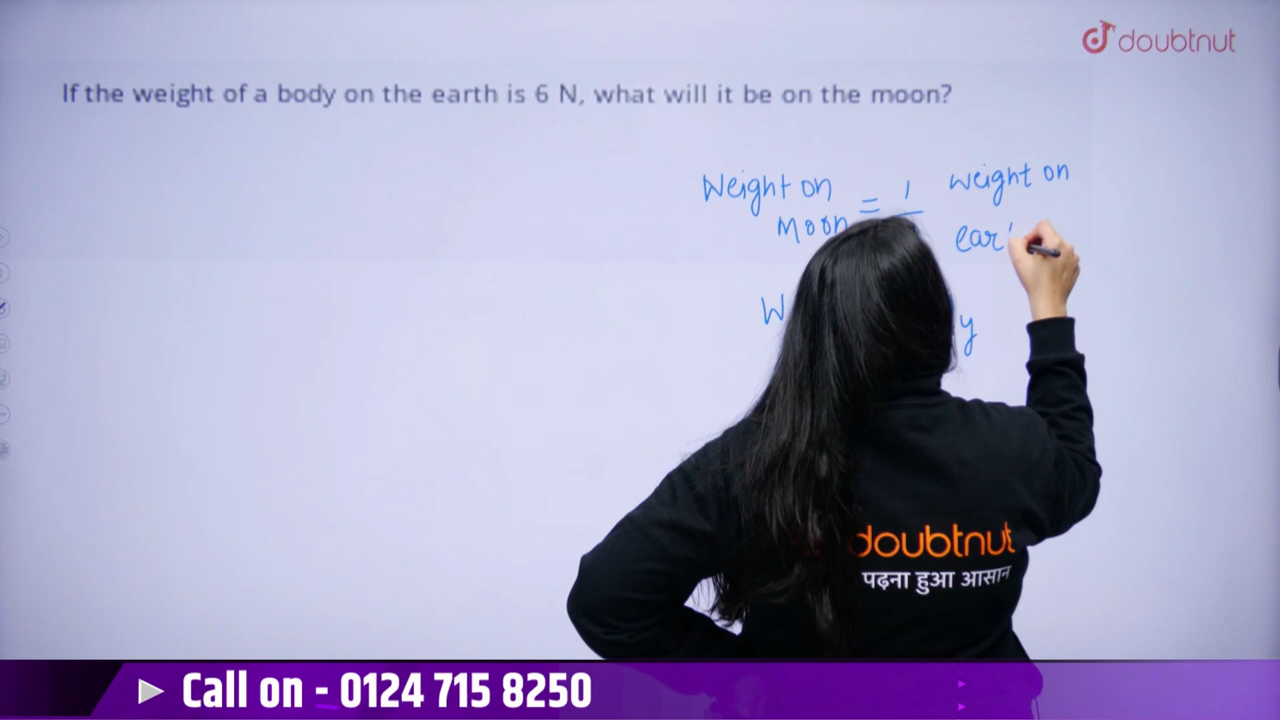 doubtnut
If the weight of a body on the earth is 6 N, what will it be on the moon?
Weight on = 1 weight on
moon
W y
doubtnut
पढ़ना हुआ आसान
Call on - 0124 715 8250